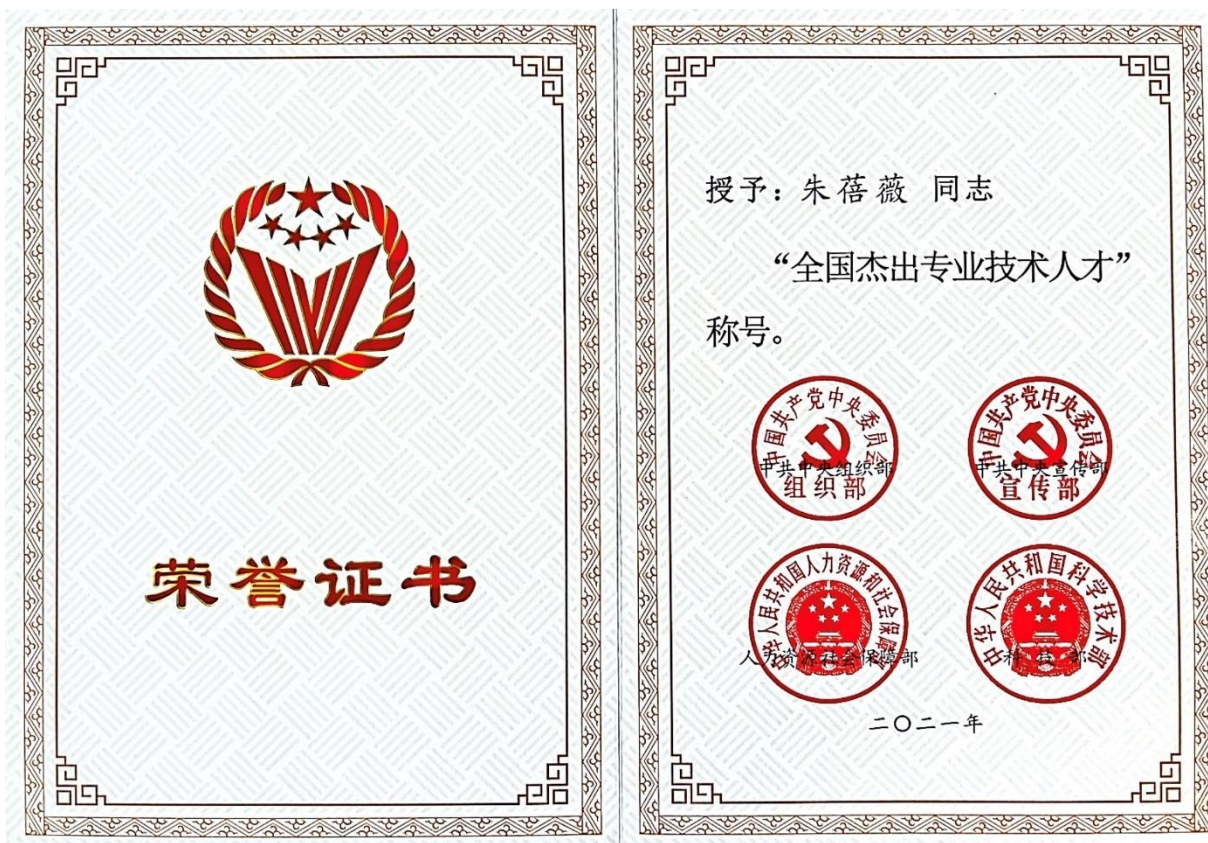 荣誉证书
授予：朱蓓薇 同志
“全国杰出专业技术人才”
称号。
中国共产党中央委员会
组织部
中共中央组织部
中国共产党中央委员会
宣传部
中共中央宣传部
中华人民共和国人力资源和社会保障部
人力资源社会保障部
中华人民共和国科学技术部
科技部
二〇二一年